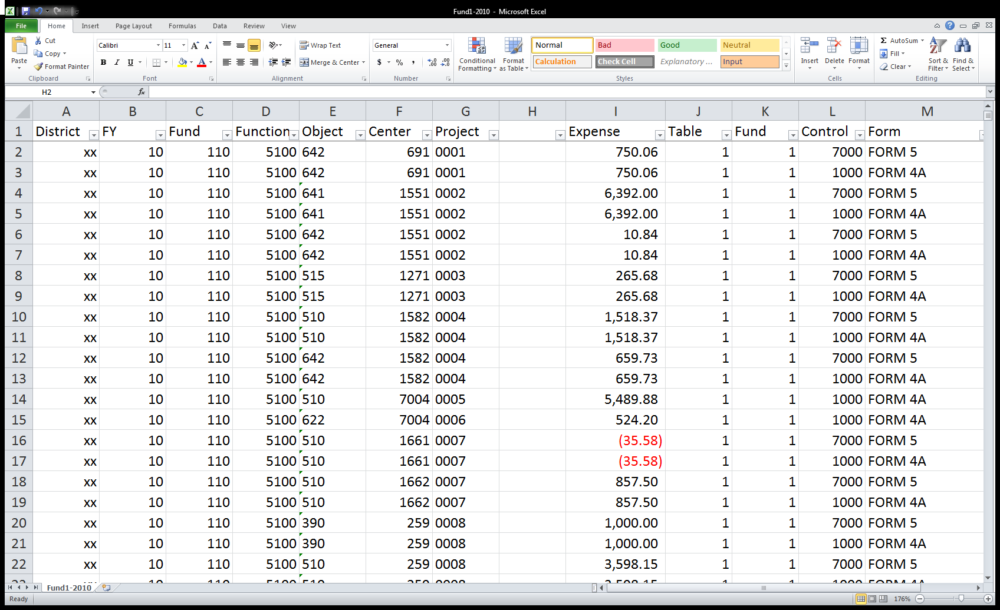 Fund1-2010 - Microsoft Excel
File Home Insert Page Layout Formulas Data Review View
Paste
Cut
Copy
Format Painter
Clipboard
Calibri 11
B I U
Font
Wrap Text
Merge & Center
Alignment
General
$ % ,
Number
Conditional Formatting
Format as Table
Normal Bad Good Neutral
Calculation Check Cell Explanatory ... Input
Styles
Insert Delete Format
Cells
Σ AutoSum
Fill
Clear
Sort & Filter
Find & Select
Editing
H2 fx
A B C D E F G H I J K L M
1 District FY Fund Function Object Center Project Expense Table Fund Control Form
2 xx 10 110 5100 642 691 0001 750.06 1 1 7000 FORM 5
3 xx 10 110 5100 642 691 0001 750.06 1 1 1000 FORM 4A
4 xx 10 110 5100 641 1551 0002 6,392.00 1 1 7000 FORM 5
5 xx 10 110 5100 641 1551 0002 6,392.00 1 1 1000 FORM 4A
6 xx 10 110 5100 642 1551 0002 10.84 1 1 7000 FORM 5
7 xx 10 110 5100 642 1551 0002 10.84 1 1 1000 FORM 4A
8 xx 10 110 5100 515 1271 0003 265.68 1 1 7000 FORM 5
9 xx 10 110 5100 515 1271 0003 265.68 1 1 1000 FORM 4A
10 xx 10 110 5100 510 1582 0004 1,518.37 1 1 7000 FORM 5
11 xx 10 110 5100 510 1582 0004 1,518.37 1 1 1000 FORM 4A
12 xx 10 110 5100 642 1582 0004 659.73 1 1 7000 FORM 5
13 xx 10 110 5100 642 1582 0004 659.73 1 1 1000 FORM 4A
14 xx 10 110 5100 510 7004 0005 5,489.88 1 1 1000 FORM 4A
15 xx 10 110 5100 622 7004 0006 524.20 1 1 1000 FORM 4A
16 xx 10 110 5100 510 1661 0007 (35.58) 1 1 7000 FORM 5
17 xx 10 110 5100 510 1661 0007 (35.58) 1 1 1000 FORM 4A
18 xx 10 110 5100 510 1662 0007 857.50 1 1 7000 FORM 5
19 xx 10 110 5100 510 1662 0007 857.50 1 1 1000 FORM 4A
20 xx 10 110 5100 390 259 0008 1,000.00 1 1 7000 FORM 5
21 xx 10 110 5100 390 259 0008 1,000.00 1 1 1000 FORM 4A
22 xx 10 110 5100 510 259 0008 3,598.15 1 1 7000 FORM 5
Fund1-2010
Ready 176%